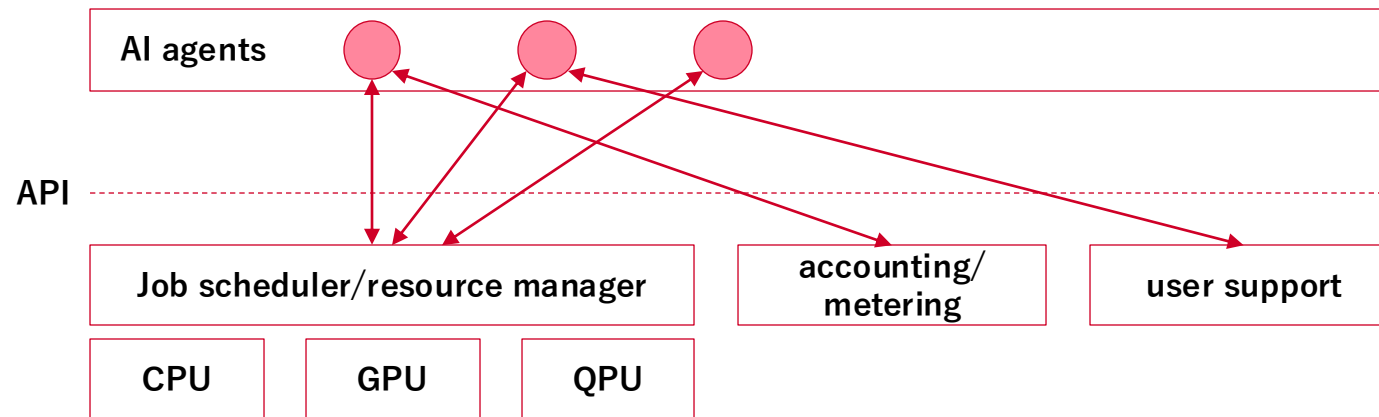 AI agents
API
Job scheduler/resource manager
accounting/
metering
user support
CPU
GPU
QPU